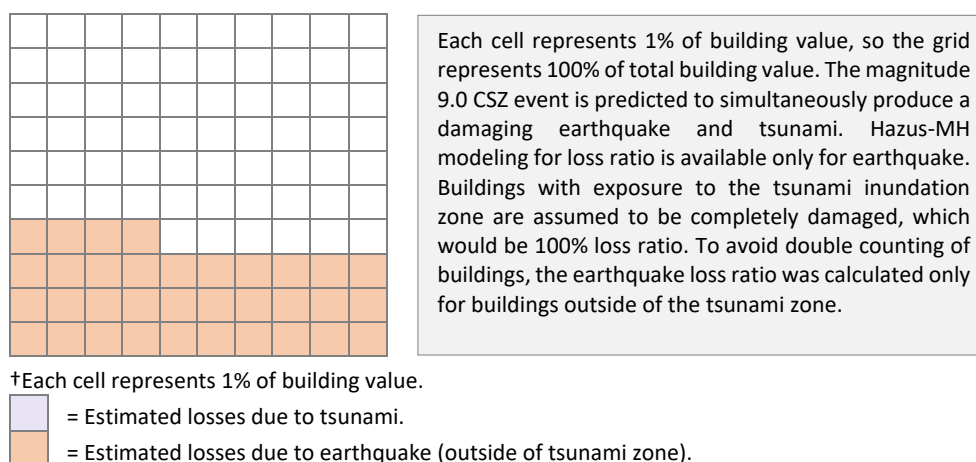 Each cell represents 1% of building value, so the grid
represents 100% of total building value. The magnitude
9.0 CSZ event is predicted to simultaneously produce a
damaging earthquake and tsunami. Hazus-MH
modeling for loss ratio is available only for earthquake.
Buildings with exposure to the tsunami inundation
zone are assumed to be completely damaged, which
would be 100% loss ratio. To avoid double counting of
buildings, the earthquake loss ratio was calculated only
for buildings outside of the tsunami zone.
†Each cell represents 1% of building value.
= Estimated losses due to tsunami.
= Estimated losses due to earthquake (outside of tsunami zone).